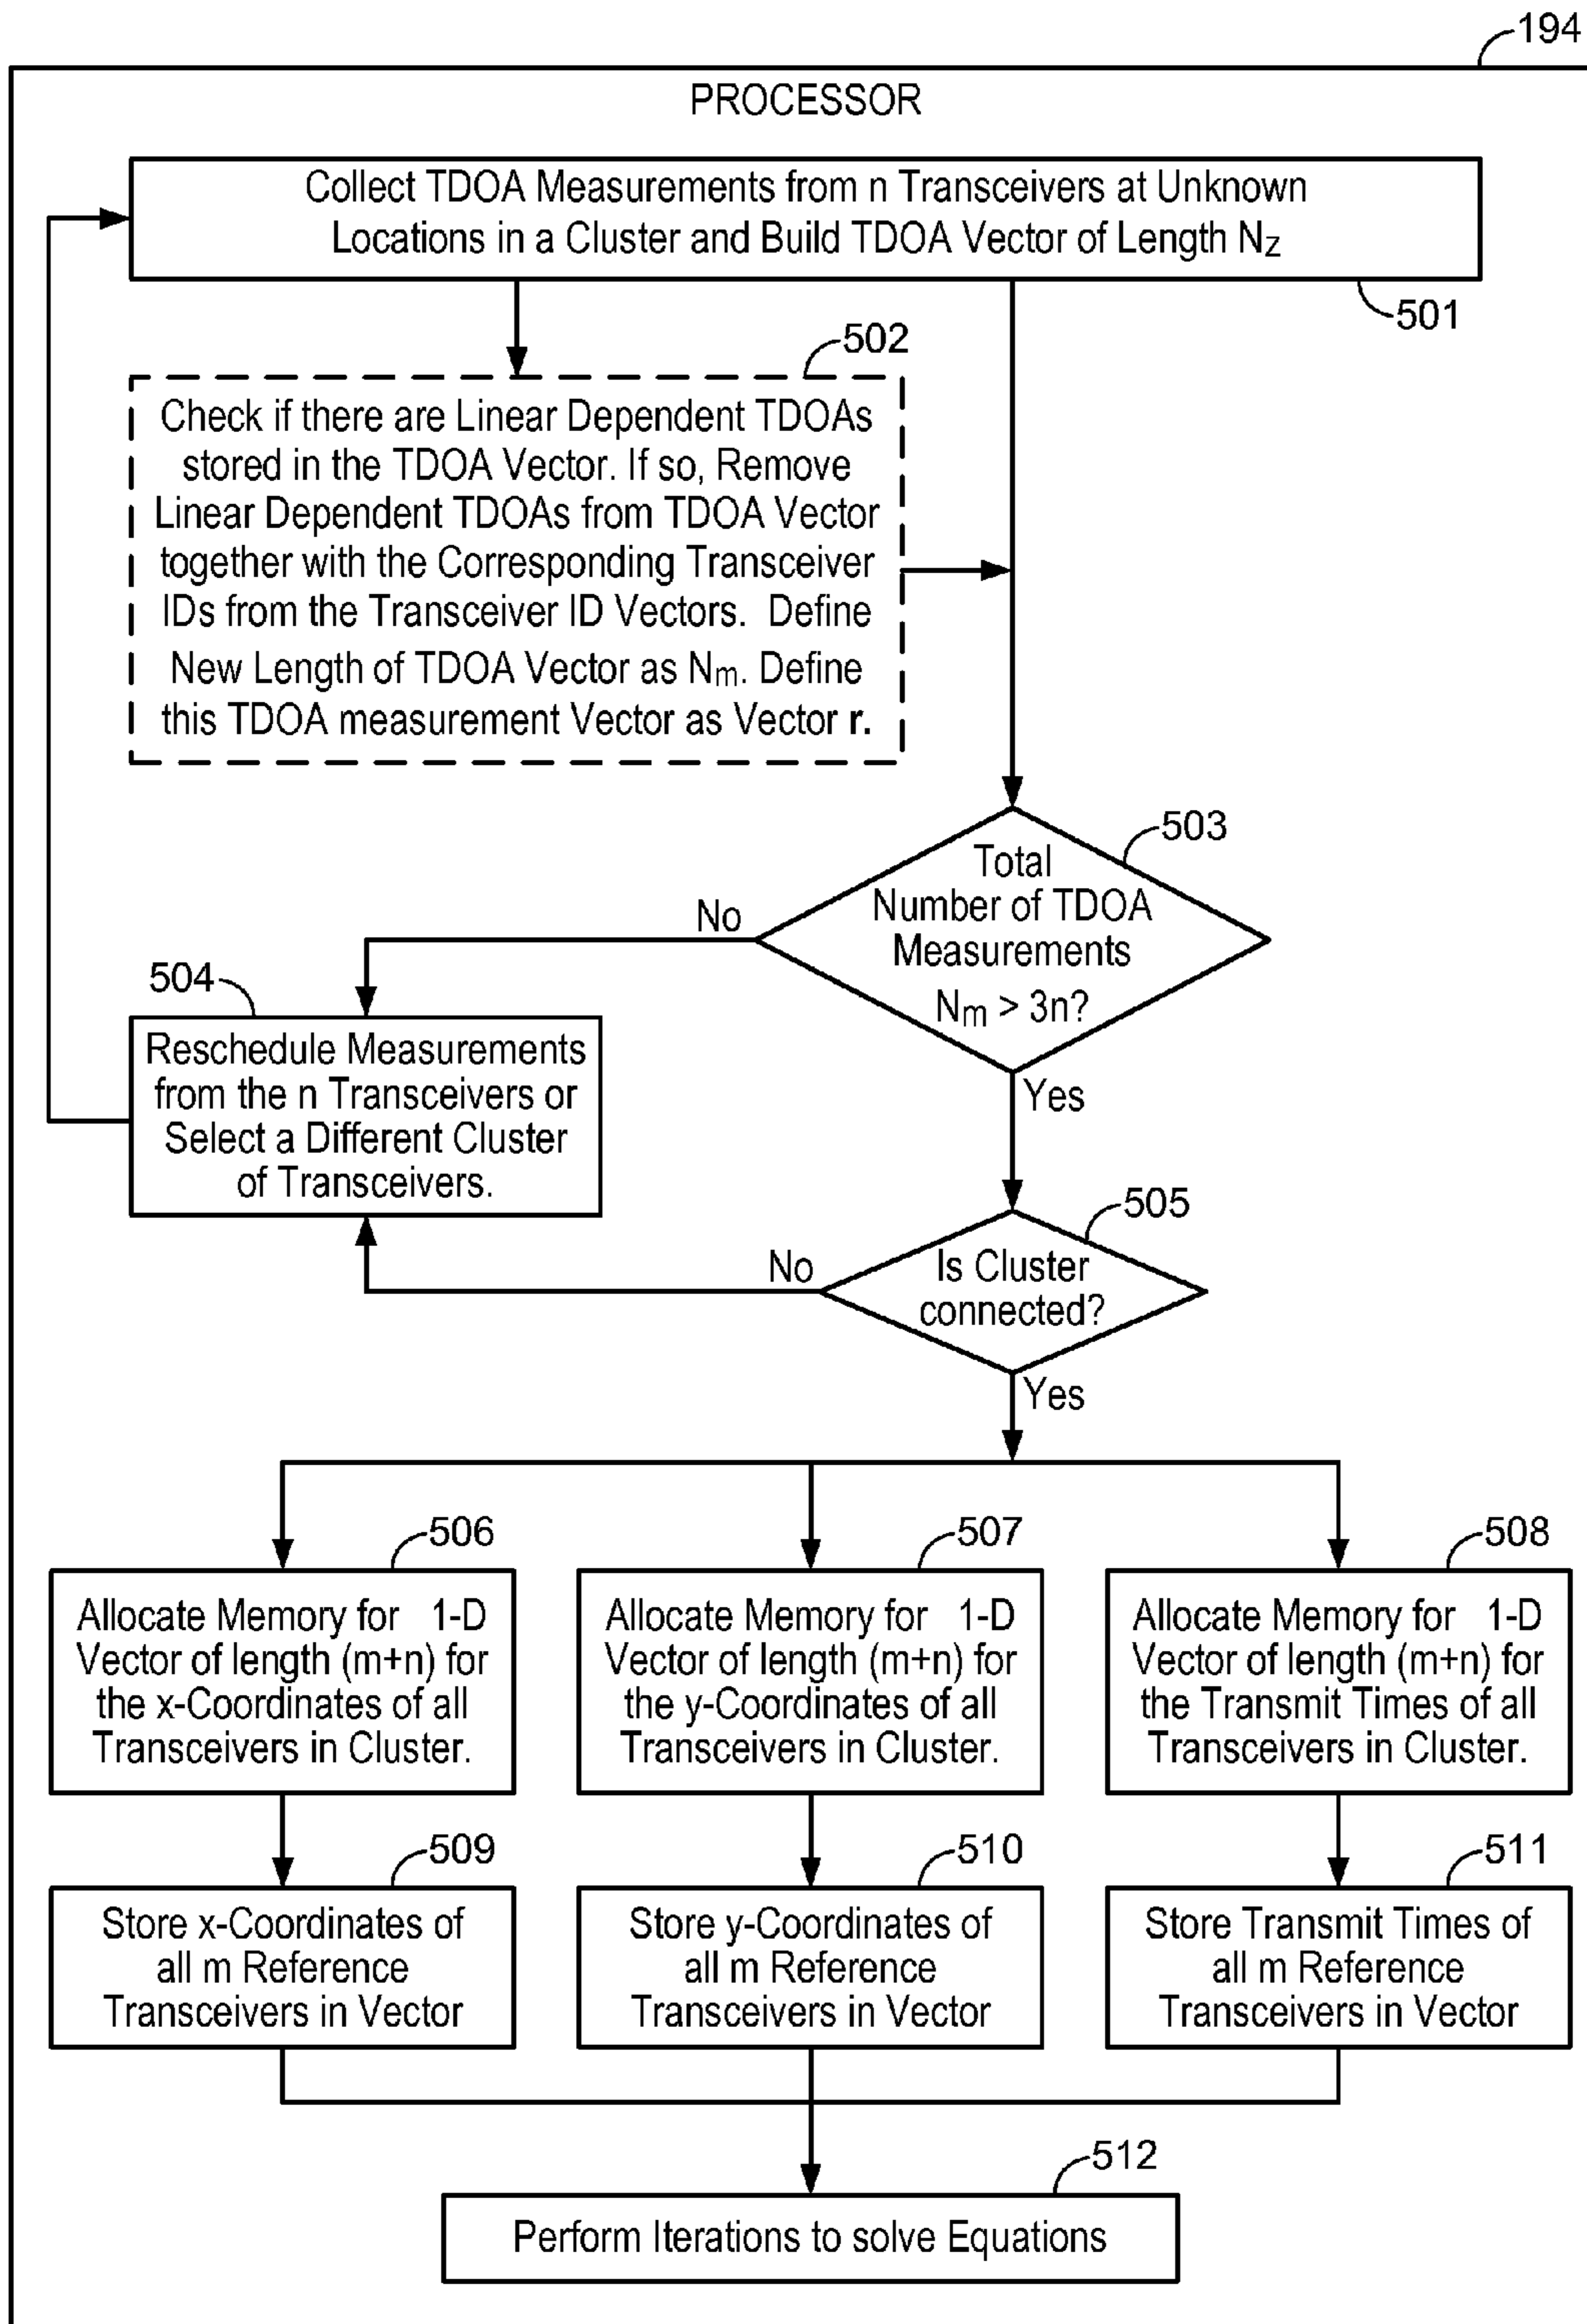 194
PROCESSOR
Collect TDOA Measurements from n Transceivers at Unknown
Locations in a Cluster and Build TDOA Vector of Length Nz
501
502
Check if there are Linear Dependent TDOAs
stored in the TDOA Vector. If so, Remove
Linear Dependent TDOAs from TDOA Vector
together with the Corresponding Transceiver
IDs from the Transceiver ID Vectors. Define
New Length of TDOA Vector as Nm. Define
this TDOA measurement Vector as Vector r.
503
Total
Number of TDOA
Measurements
Nm > 3n?
No
Yes
504
Reschedule Measurements
from the n Transceivers or
Select a Different Cluster
of Transceivers.
505
Is Cluster
connected?
No
Yes
506
Allocate Memory for 1-D
Vector of length (m+n) for
the x-Coordinates of all
Transceivers in Cluster.
507
Allocate Memory for 1-D
Vector of length (m+n) for
the y-Coordinates of all
Transceivers in Cluster.
508
Allocate Memory for 1-D
Vector of length (m+n) for
the Transmit Times of all
Transceivers in Cluster.
509
Store x-Coordinates of
all m Reference
Transceivers in Vector
510
Store y-Coordinates of
all m Reference
Transceivers in Vector
511
Store Transmit Times of
all m Reference
Transceivers in Vector
512
Perform Iterations to solve Equations